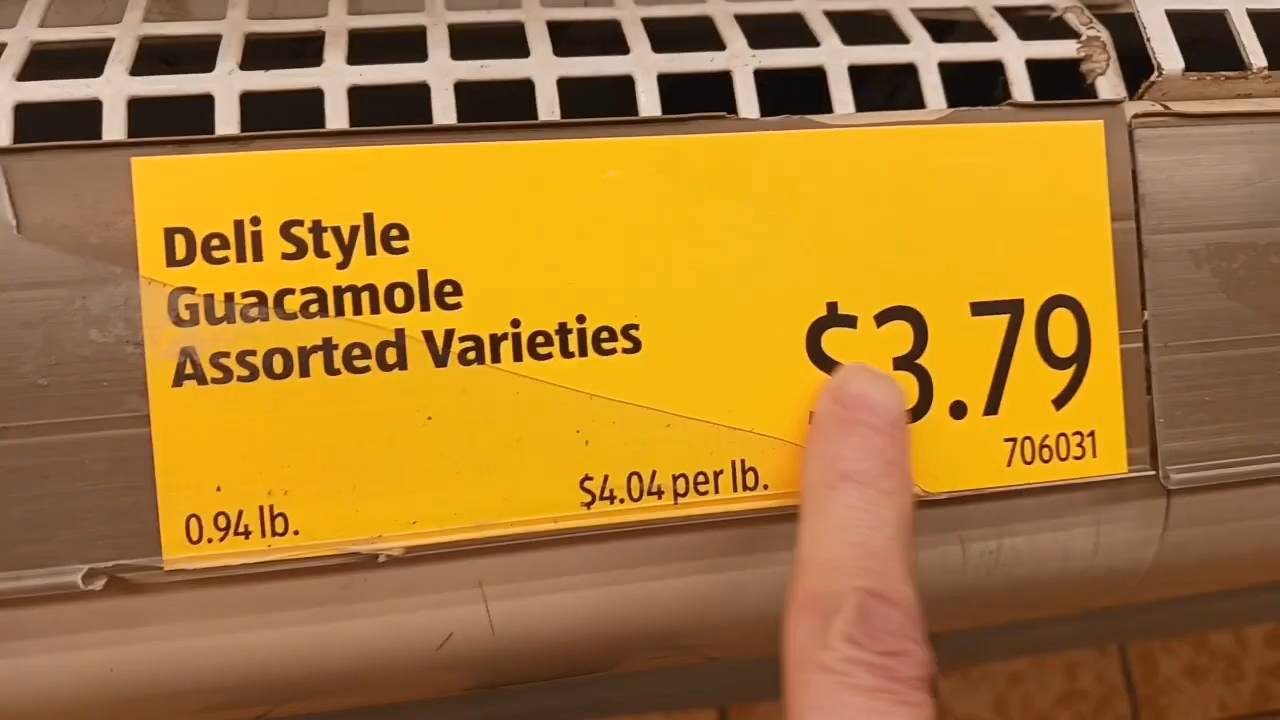 Deli Style
Guacamole
Assorted Varieties
$3.79
706031
0.94 lb.
$4.04 per lb.